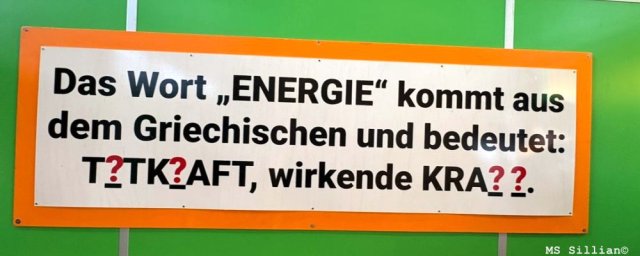 Das Wort „ENERGIE“ kommt aus
dem Griechischen und bedeutet:
T?TK?AFT, wirkende KRA? ?.
MS Sillian©